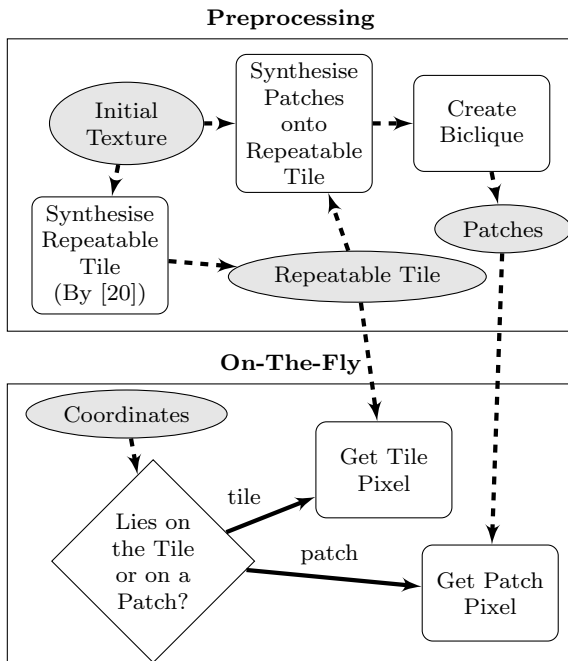 Preprocessing
Initial
Texture
Synthesise
Patches
onto
Repeatable
Tile
Create
Biclique
Synthesise
Repeatable
Tile
(By [20])
Repeatable Tile
Patches
On-The-Fly
Coordinates
Lies on
the Tile
or on a
Patch?
tile
patch
Get Tile
Pixel
Get Patch
Pixel